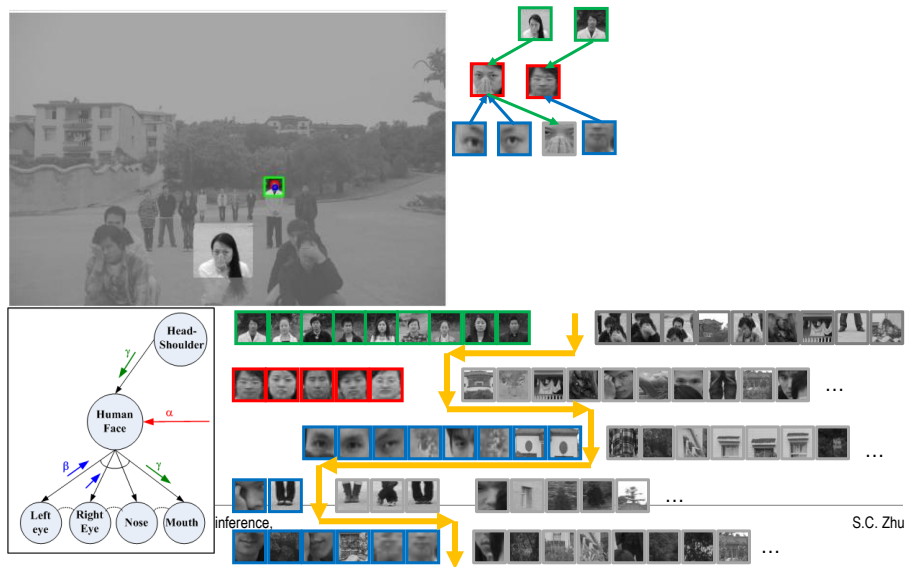 Head-
Shoulder
γ
Human
Face
α
β
γ
Left
eye
Right
Eye
Nose
Mouth
...
...
...
...
inference,
S.C. Zhu
...